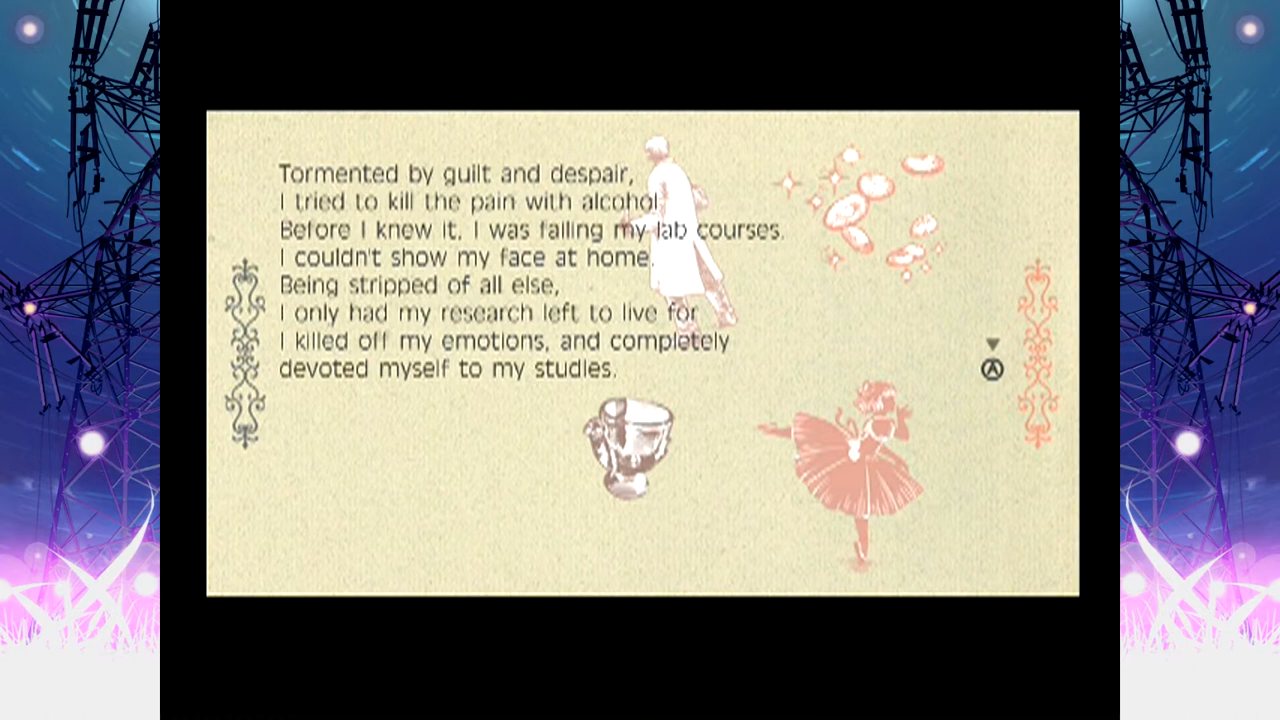 Tormented by guilt and despair,
I tried to kill the pain with alcohol.
Before I knew it, I was failing my lab courses.
I couldn't show my face at home.
Being stripped of all else,
I only had my research left to live for
I killed off my emotions, and completely
devoted myself to my studies.
A